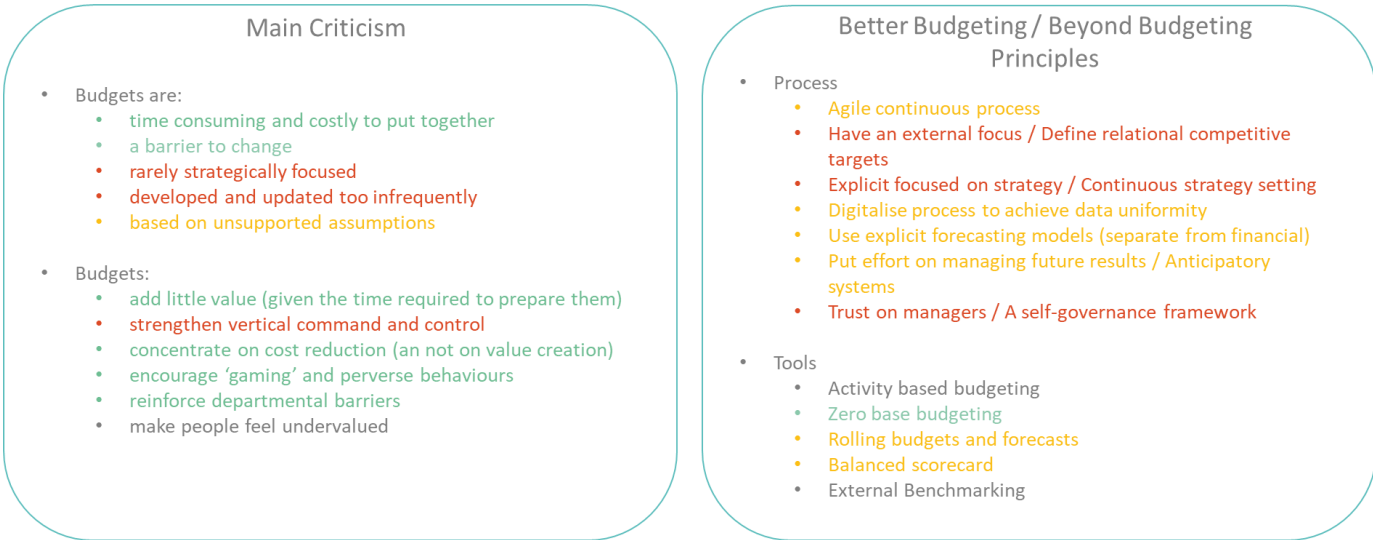 Main Criticism
• Budgets are:
• time consuming and costly to put together
• a barrier to change
• rarely strategically focused
• developed and updated too infrequently
• based on unsupported assumptions
• Budgets:
• add little value (given the time required to prepare them)
• strengthen vertical command and control
• concentrate on cost reduction (an not on value creation)
• encourage ‘gaming’ and perverse behaviours
• reinforce departmental barriers
• make people feel undervalued
Better Budgeting / Beyond Budgeting
Principles
• Process
• Agile continuous process
• Have an external focus / Define relational competitive
targets
• Explicit focused on strategy / Continuous strategy setting
• Digitalise process to achieve data uniformity
• Use explicit forecasting models (separate from financial)
• Put effort on managing future results / Anticipatory
systems
• Trust on managers / A self-governance framework
• Tools
• Activity based budgeting
• Zero base budgeting
• Rolling budgets and forecasts
• Balanced scorecard
• External Benchmarking